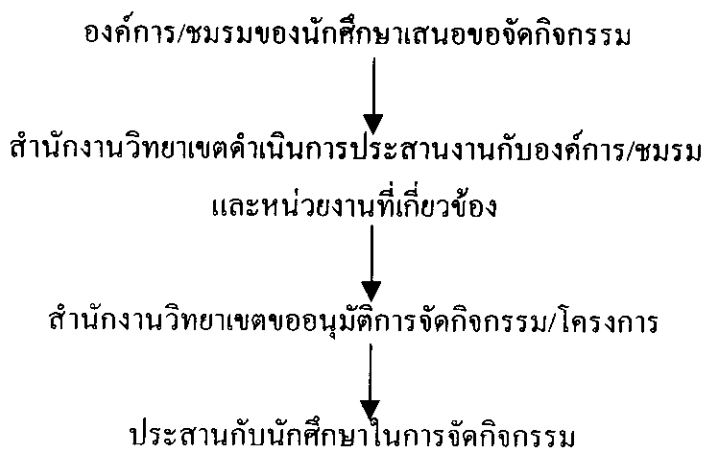 องค์การ/ชมรมของนักศึกษาเสนอขอจัดกิจกรรม
สำนักงานวิทยาเขตดำเนินการประสานงานกับองค์การ/ชมรม
และหน่วยงานที่เกี่ยวข้อง
สำนักงานวิทยาเขตขออนุมัติการจัดกิจกรรม/โครงการ
ประสานกับนักศึกษาในการจัดกิจกรรม